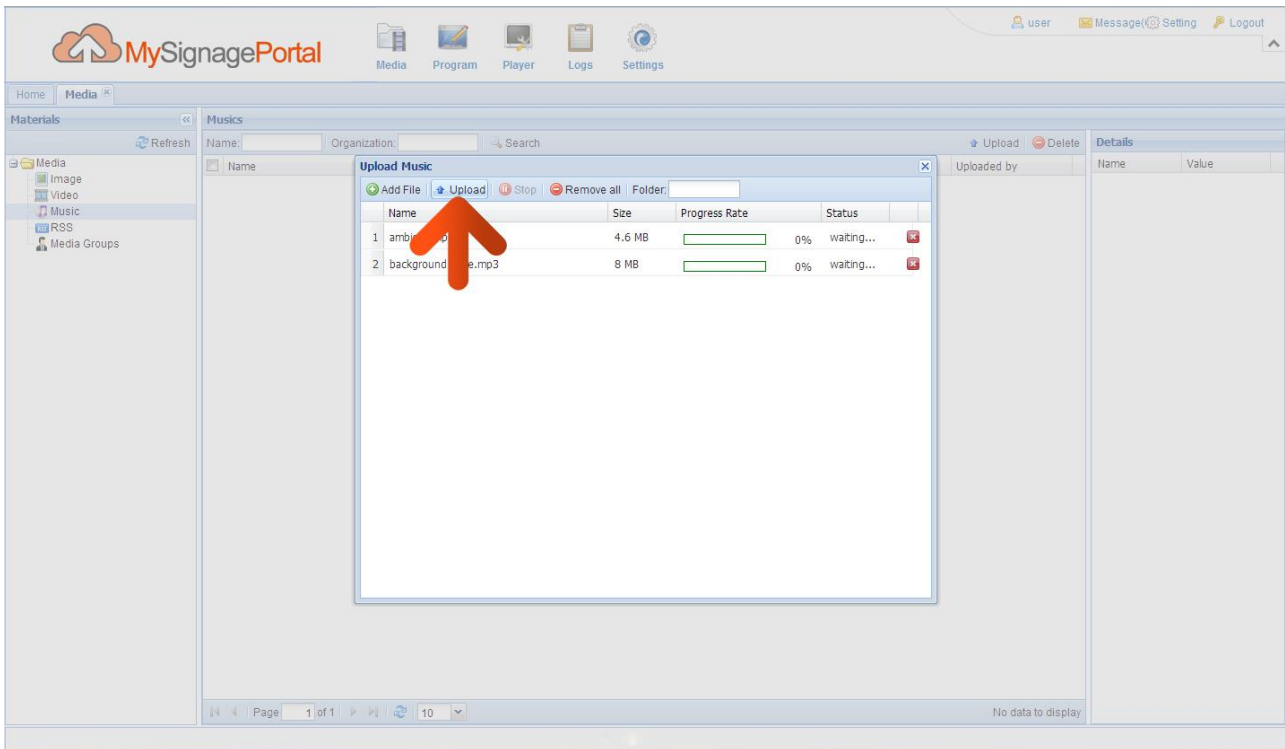 user Message( Setting Logout
MySignagePortal
Media Program Player Logs Settings
Home Media
Materials
Refresh
Media
Image
Video
Music
RSS
Media Groups
Musics
Name: Organization: Search Upload Delete
Name Uploaded by
Details
Name Value
Upload Music
Add File Upload Stop Remove all Folder:
Name Size Progress Rate Status
1 4.6 MB 0% waiting...
2 background 8 MB 0% waiting...
Page 1 of 1 10 No data to display